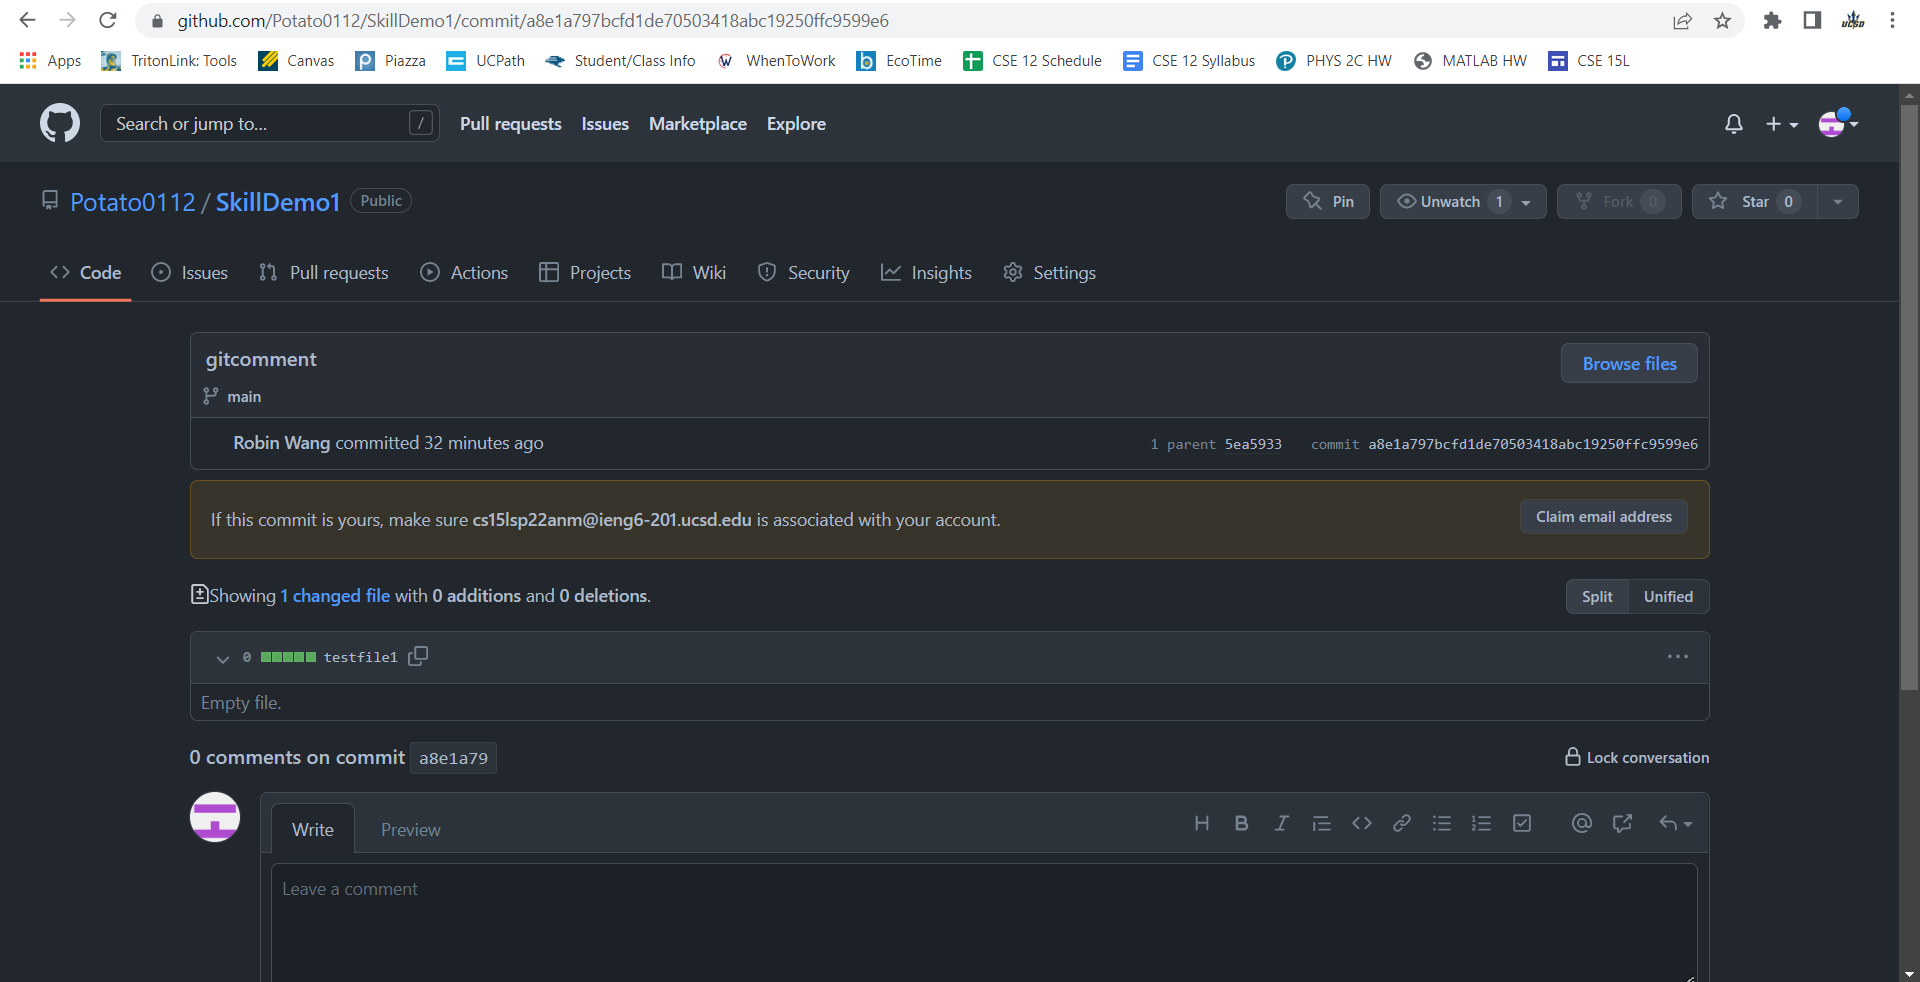 github.com/Potato0112/SkillDemo1/commit/a8e1a797bcfd1de70503418abc19250ffc9599e6
Apps TritonLink: Tools Canvas Piazza UCPath Student/Class Info WhenToWork EcoTime CSE 12 Schedule CSE 12 Syllabus PHYS 2C HW MATLAB HW CSE 15L
Search or jump to... / Pull requests Issues Marketplace Explore
Potato0112 / SkillDemo1 Public Pin Unwatch 1 Fork 0 Star 0
Code Issues Pull requests Actions Projects Wiki Security Insights Settings
gitcomment Browse files
main
Robin Wang committed 32 minutes ago 1 parent 5ea5933 commit a8e1a797bcfd1de70503418abc19250ffc9599e6
If this commit is yours, make sure cs15lsp22anm@ieng6-201.ucsd.edu is associated with your account. Claim email address
Showing 1 changed file with 0 additions and 0 deletions. Split Unified
0 testfile1
Empty file.
0 comments on commit a8e1a79 Lock conversation
Write Preview
Leave a comment